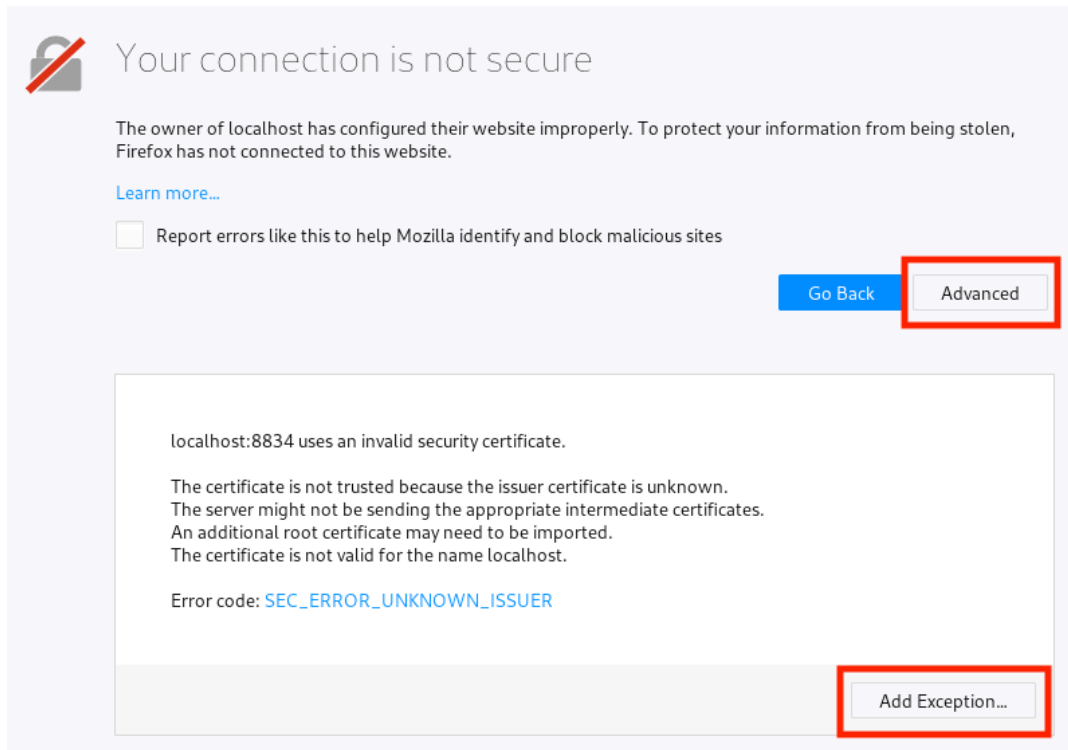 Your connection is not secure
The owner of localhost has configured their website improperly. To protect your information from being stolen,
Firefox has not connected to this website.
Learn more...
Report errors like this to help Mozilla identify and block malicious sites
Go Back
Advanced
localhost:8834 uses an invalid security certificate.
The certificate is not trusted because the issuer certificate is unknown.
The server might not be sending the appropriate intermediate certificates.
An additional root certificate may need to be imported.
The certificate is not valid for the name localhost.
Error code: SEC_ERROR_UNKNOWN_ISSUER
Add Exception...